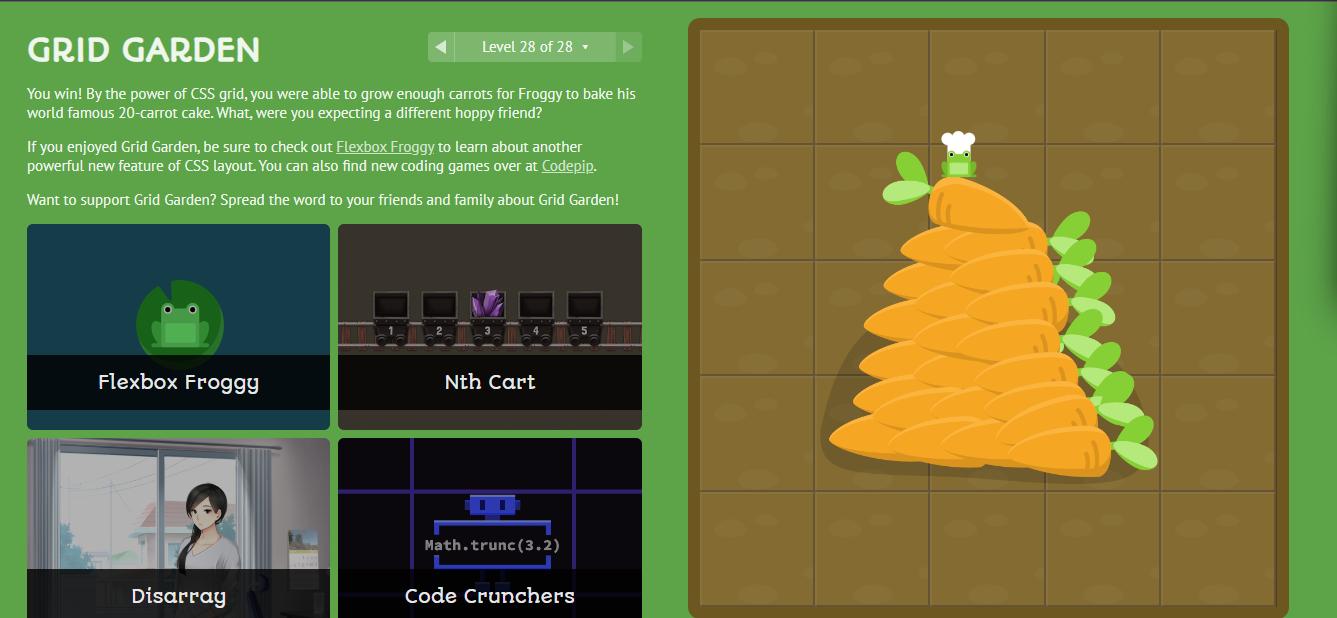 GRID GARDEN
Level 28 of 28
You win! By the power of CSS grid, you were able to grow enough carrots for Froggy to bake his
world famous 20-carrot cake. What, were you expecting a different hoppy friend?
If you enjoyed Grid Garden, be sure to check out Flexbox Froggy to learn about another
powerful new feature of CSS layout. You can also find new coding games over at Codepip.
Want to support Grid Garden? Spread the word to your friends and family about Grid Garden!
1 2 3 4 5
Flexbox Froggy
Nth Cart
Math.trunc(3.2)
Disarray
Code Crunchers